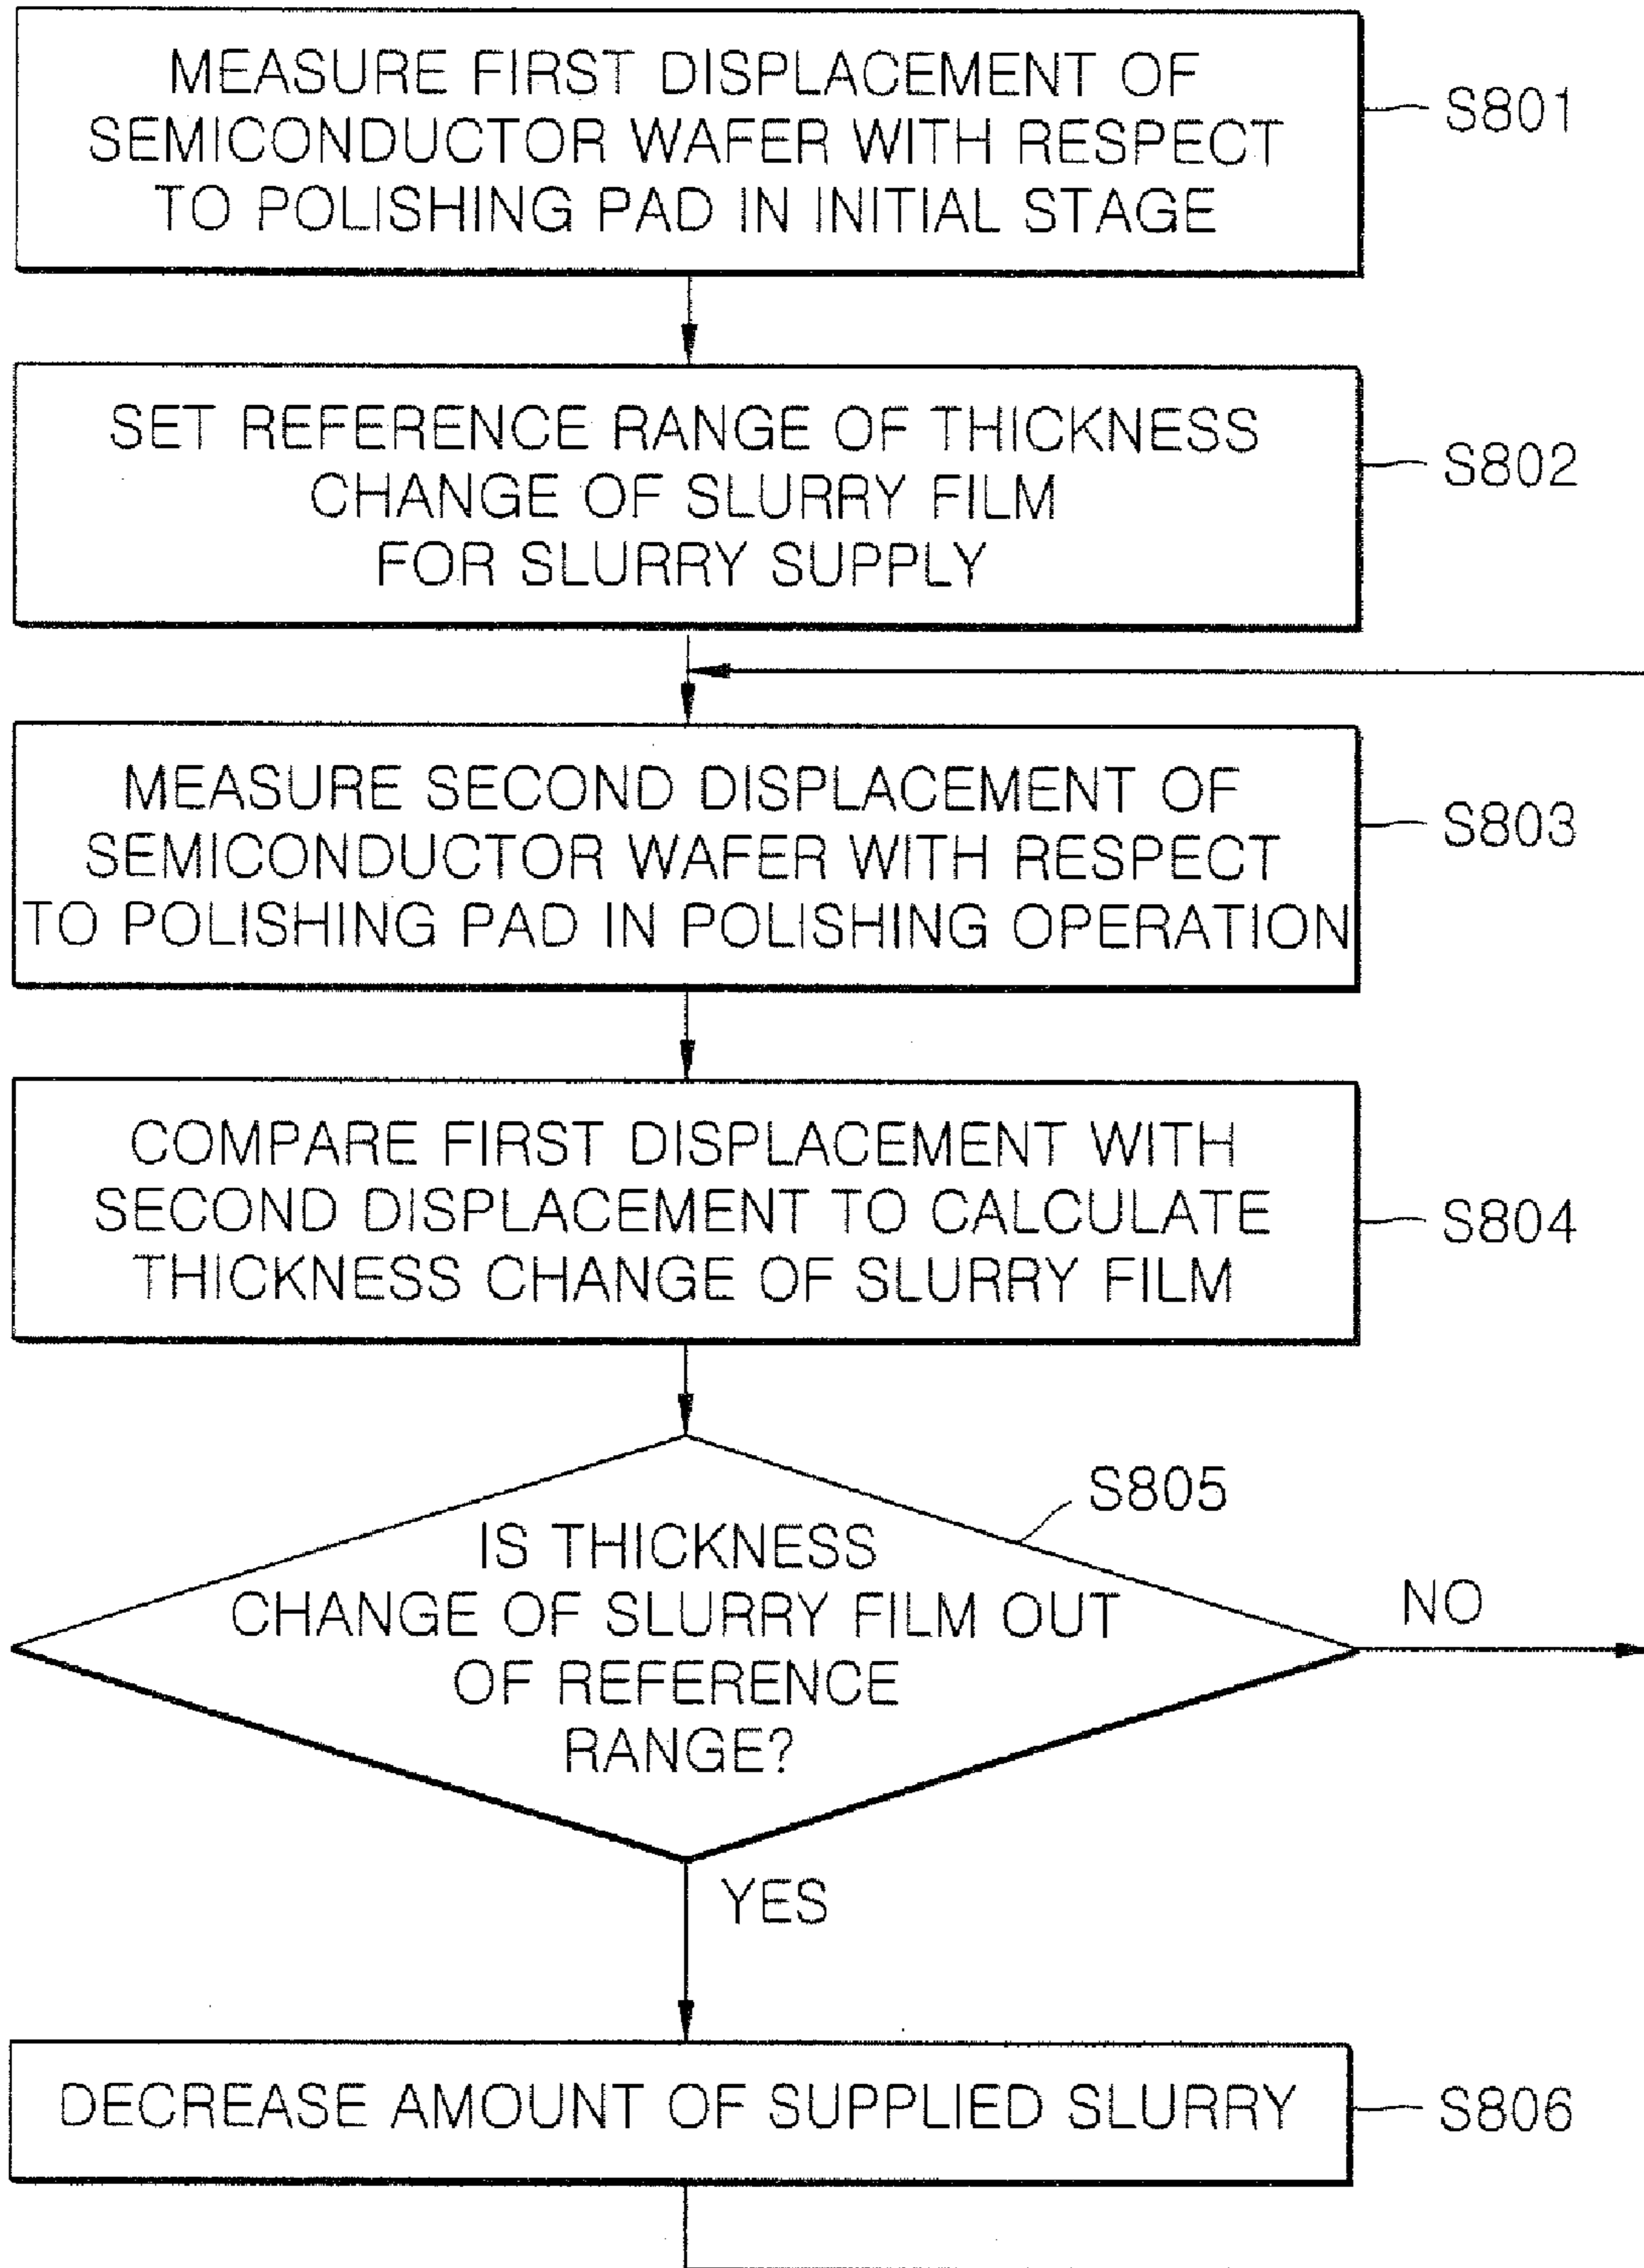 MEASURE FIRST DISPLACEMENT OF
SEMICONDUCTOR WAFER WITH RESPECT
TO POLISHING PAD IN INITIAL STAGE
S801
SET REFERENCE RANGE OF THICKNESS
CHANGE OF SLURRY FILM
FOR SLURRY SUPPLY
S802
MEASURE SECOND DISPLACEMENT OF
SEMICONDUCTOR WAFER WITH RESPECT
TO POLISHING PAD IN POLISHING OPERATION
S803
COMPARE FIRST DISPLACEMENT WITH
SECOND DISPLACEMENT TO CALCULATE
THICKNESS CHANGE OF SLURRY FILM
S804
S805
IS THICKNESS
CHANGE OF SLURRY FILM OUT
OF REFERENCE
RANGE?
NO
YES
DECREASE AMOUNT OF SUPPLIED SLURRY
S806